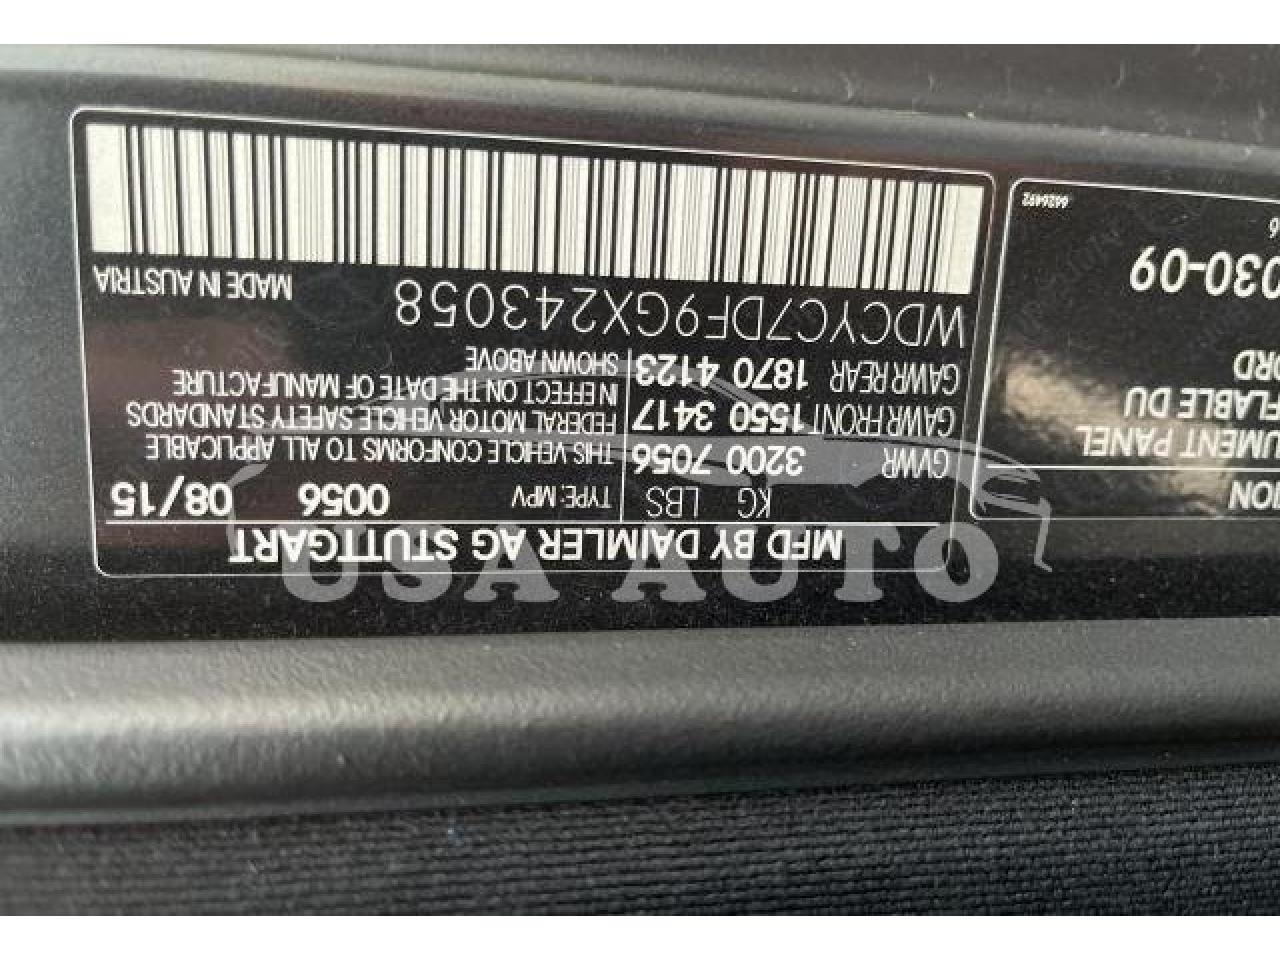 MFD BY DAIMLER AG STUTTGART
KG LBS
GVWR 3200 7056
GAWR FRONT 1550 3417
GAWR REAR 1870 4123
TYPE: MPV 0056 08/15
THIS VEHICLE CONFORMS TO ALL APPLICABLE
FEDERAL MOTOR VEHICLE SAFETY STANDARDS
IN EFFECT ON THE DATE OF MANUFACTURE
SHOWN ABOVE
WDCYC7DF9GX243058 MADE IN AUSTRIA
ION
UMENT PANEL
FLABLE DU
ORD
030-09
6
6626492
USA AUTO